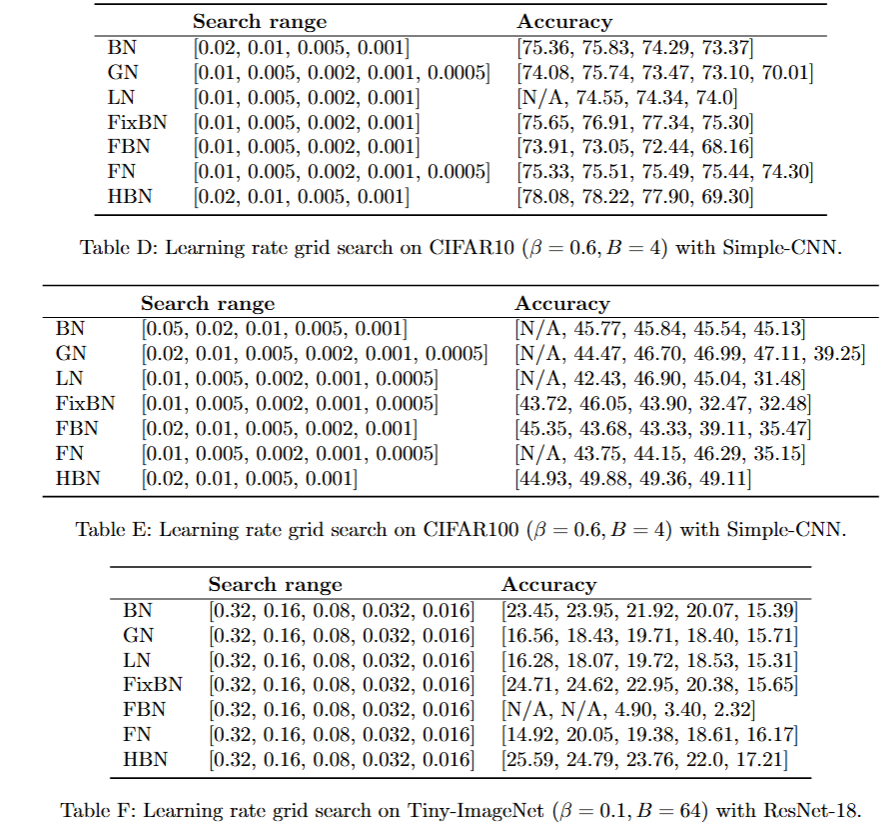 Search range Accuracy
BN [0.02, 0.01, 0.005, 0.001] [75.36, 75.83, 74.29, 73.37]
GN [0.01, 0.005, 0.002, 0.001, 0.0005] [74.08, 75.74, 73.47, 73.10, 70.01]
LN [0.01, 0.005, 0.002, 0.001] [N/A, 74.55, 74.34, 74.0]
FixBN [0.01, 0.005, 0.002, 0.001] [75.65, 76.91, 77.34, 75.30]
FBN [0.01, 0.005, 0.002, 0.001] [73.91, 73.05, 72.44, 68.16]
FN [0.01, 0.005, 0.002, 0.001, 0.0005] [75.33, 75.51, 75.49, 75.44, 74.30]
HBN [0.02, 0.01, 0.005, 0.001] [78.08, 78.22, 77.90, 69.30]
Table D: Learning rate grid search on CIFAR10 (β = 0.6, B = 4) with Simple-CNN.
Search range Accuracy
BN [0.05, 0.02, 0.01, 0.005, 0.001] [N/A, 45.77, 45.84, 45.54, 45.13]
GN [0.02, 0.01, 0.005, 0.002, 0.001, 0.0005] [N/A, 44.47, 46.70, 46.99, 47.11, 39.25]
LN [0.01, 0.005, 0.002, 0.001, 0.0005] [N/A, 42.43, 46.90, 45.04, 31.48]
FixBN [0.01, 0.005, 0.002, 0.001, 0.0005] [43.72, 46.05, 43.90, 32.47, 32.48]
FBN [0.02, 0.01, 0.005, 0.002, 0.001] [45.35, 43.68, 43.33, 39.11, 35.47]
FN [0.01, 0.005, 0.002, 0.001, 0.0005] [N/A, 43.75, 44.15, 46.29, 35.15]
HBN [0.02, 0.01, 0.005, 0.001] [44.93, 49.88, 49.36, 49.11]
Table E: Learning rate grid search on CIFAR100 (β = 0.6, B = 4) with Simple-CNN.
Search range Accuracy
BN [0.32, 0.16, 0.08, 0.032, 0.016] [23.45, 23.95, 21.92, 20.07, 15.39]
GN [0.32, 0.16, 0.08, 0.032, 0.016] [16.56, 18.43, 19.71, 18.40, 15.71]
LN [0.32, 0.16, 0.08, 0.032, 0.016] [16.28, 18.07, 19.72, 18.53, 15.31]
FixBN [0.32, 0.16, 0.08, 0.032, 0.016] [24.71, 24.62, 22.95, 20.38, 15.65]
FBN [0.32, 0.16, 0.08, 0.032, 0.016] [N/A, N/A, 4.90, 3.40, 2.32]
FN [0.32, 0.16, 0.08, 0.032, 0.016] [14.92, 20.05, 19.38, 18.61, 16.17]
HBN [0.32, 0.16, 0.08, 0.032, 0.016] [25.59, 24.79, 23.76, 22.0, 17.21]
Table F: Learning rate grid search on Tiny-ImageNet (β = 0.1, B = 64) with ResNet-18.